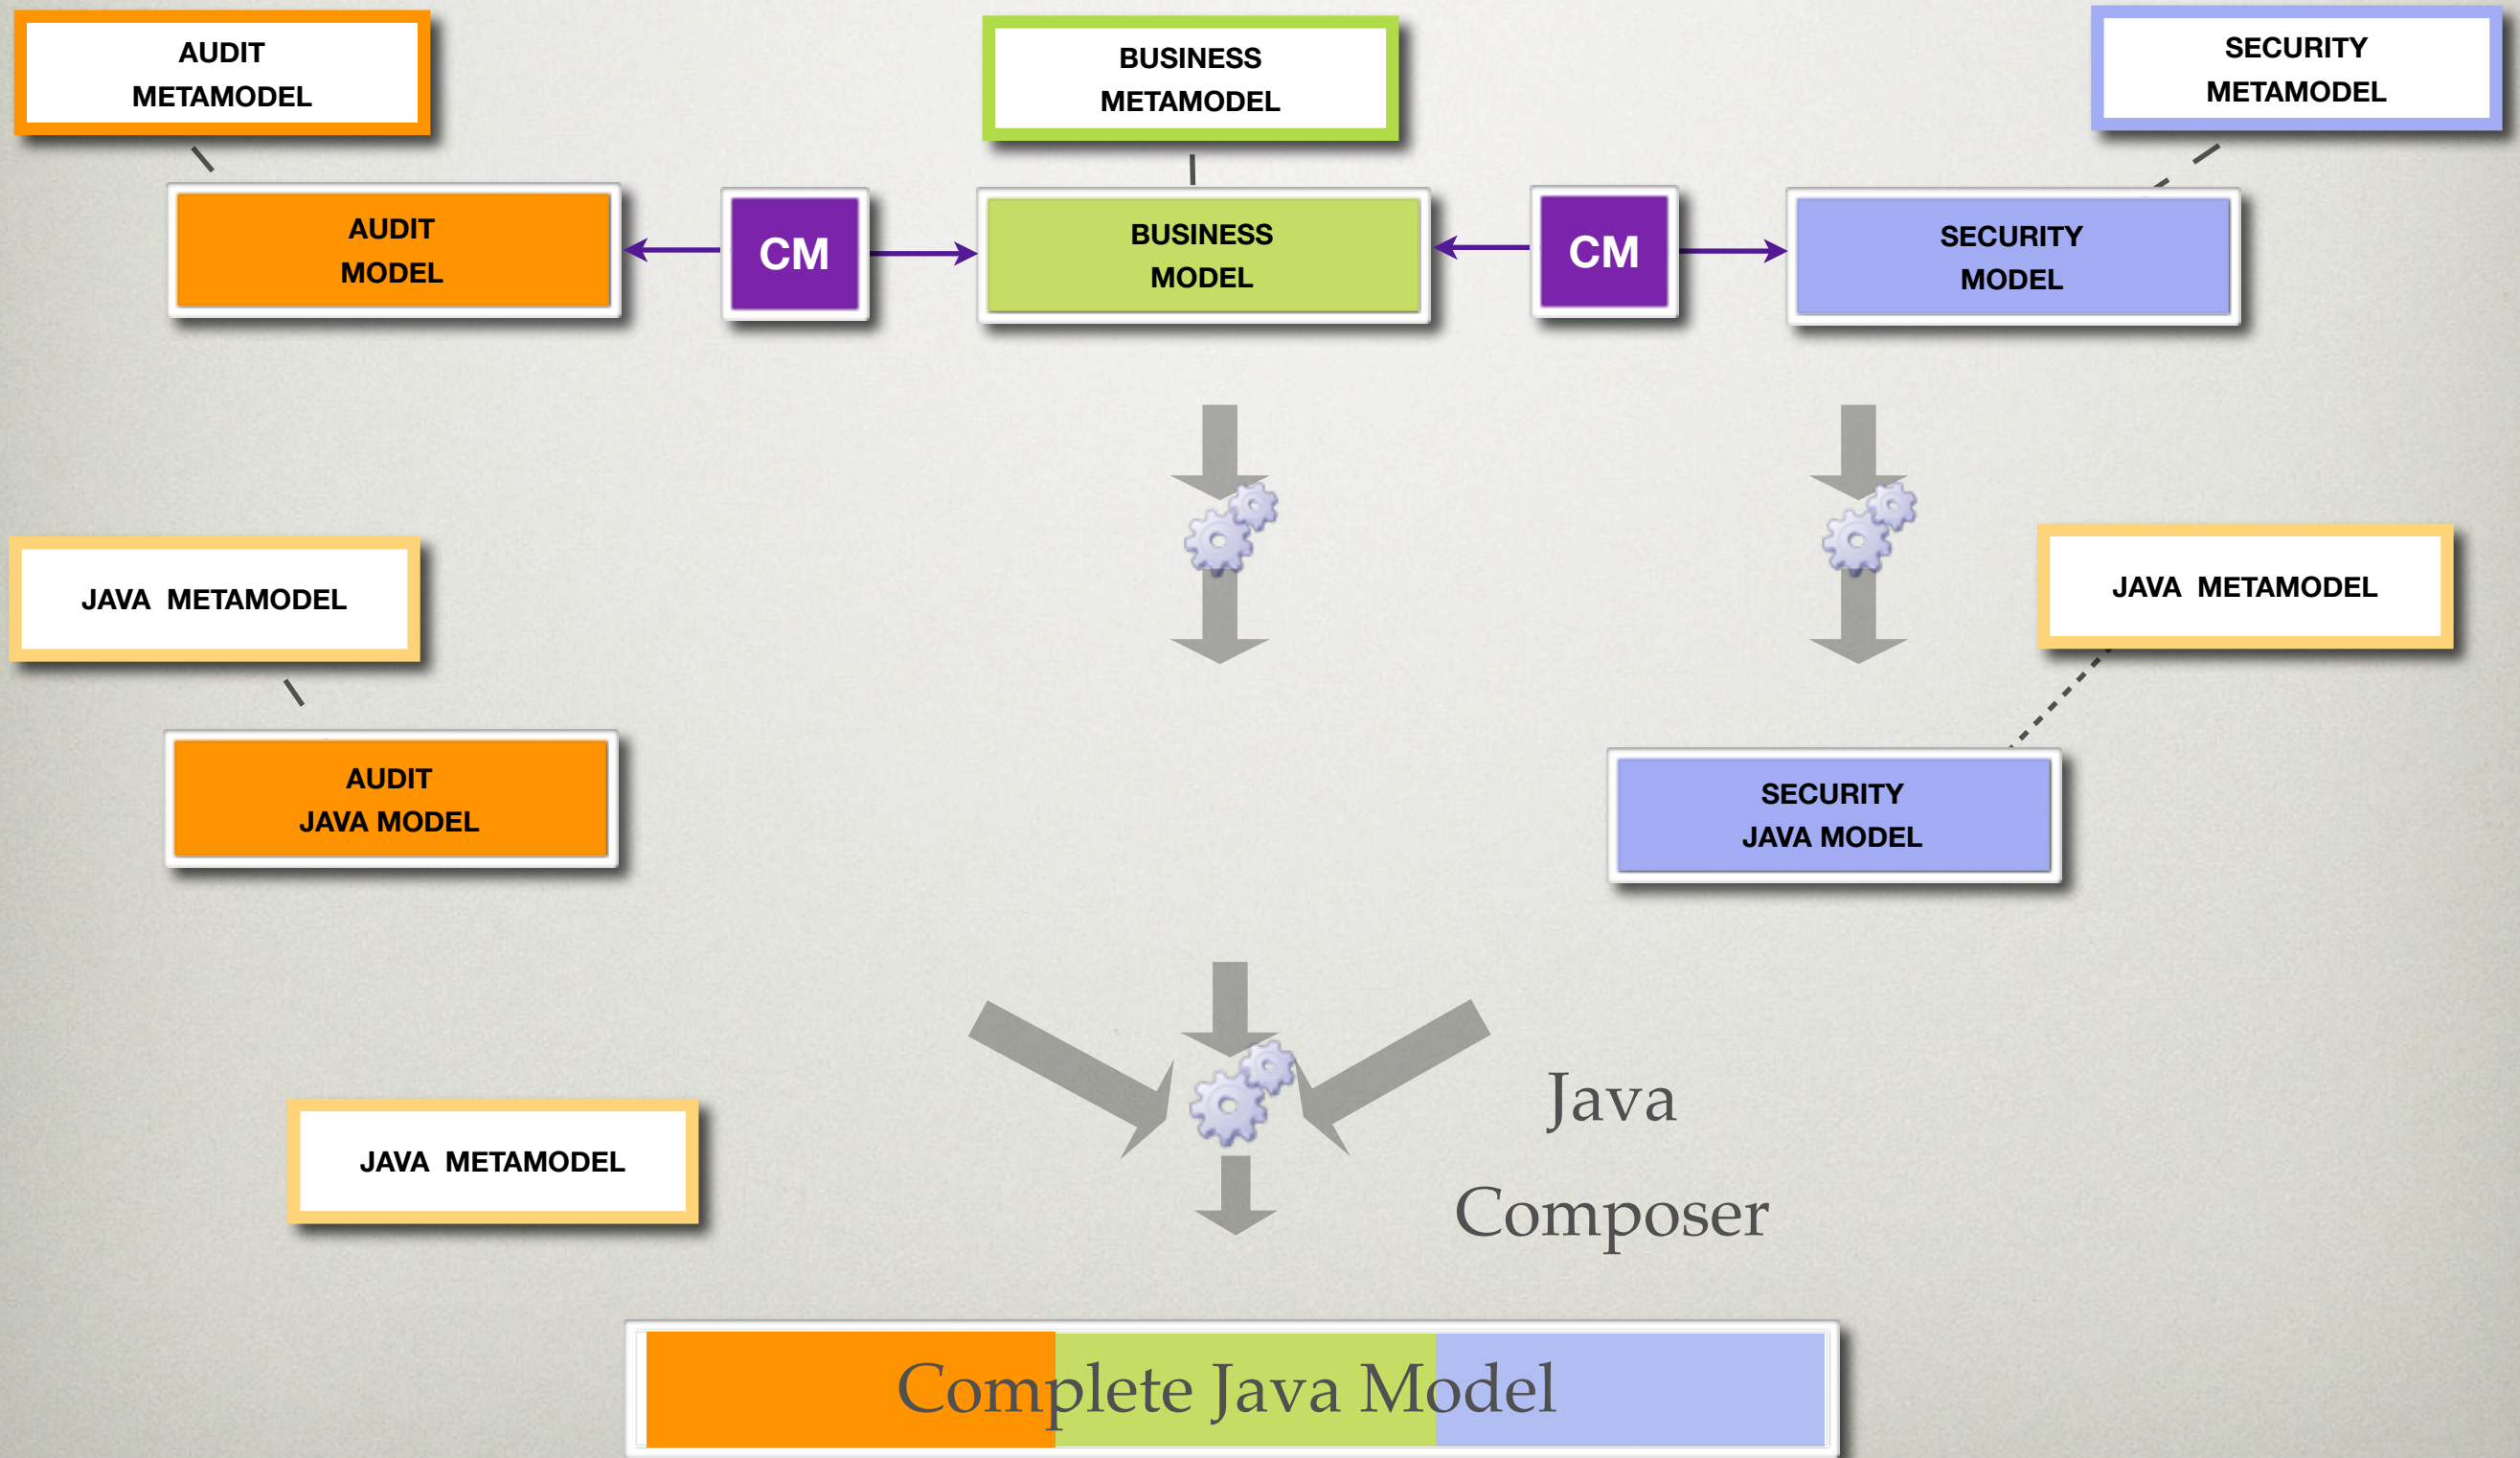 AUDIT
METAMODEL
BUSINESS
METAMODEL
SECURITY
METAMODEL
AUDIT
MODEL
CM
BUSINESS
MODEL
CM
SECURITY
MODEL
JAVA  METAMODEL
JAVA  METAMODEL
AUDIT
JAVA MODEL
SECURITY
JAVA MODEL
Java
Composer
JAVA  METAMODEL
Complete Java Model